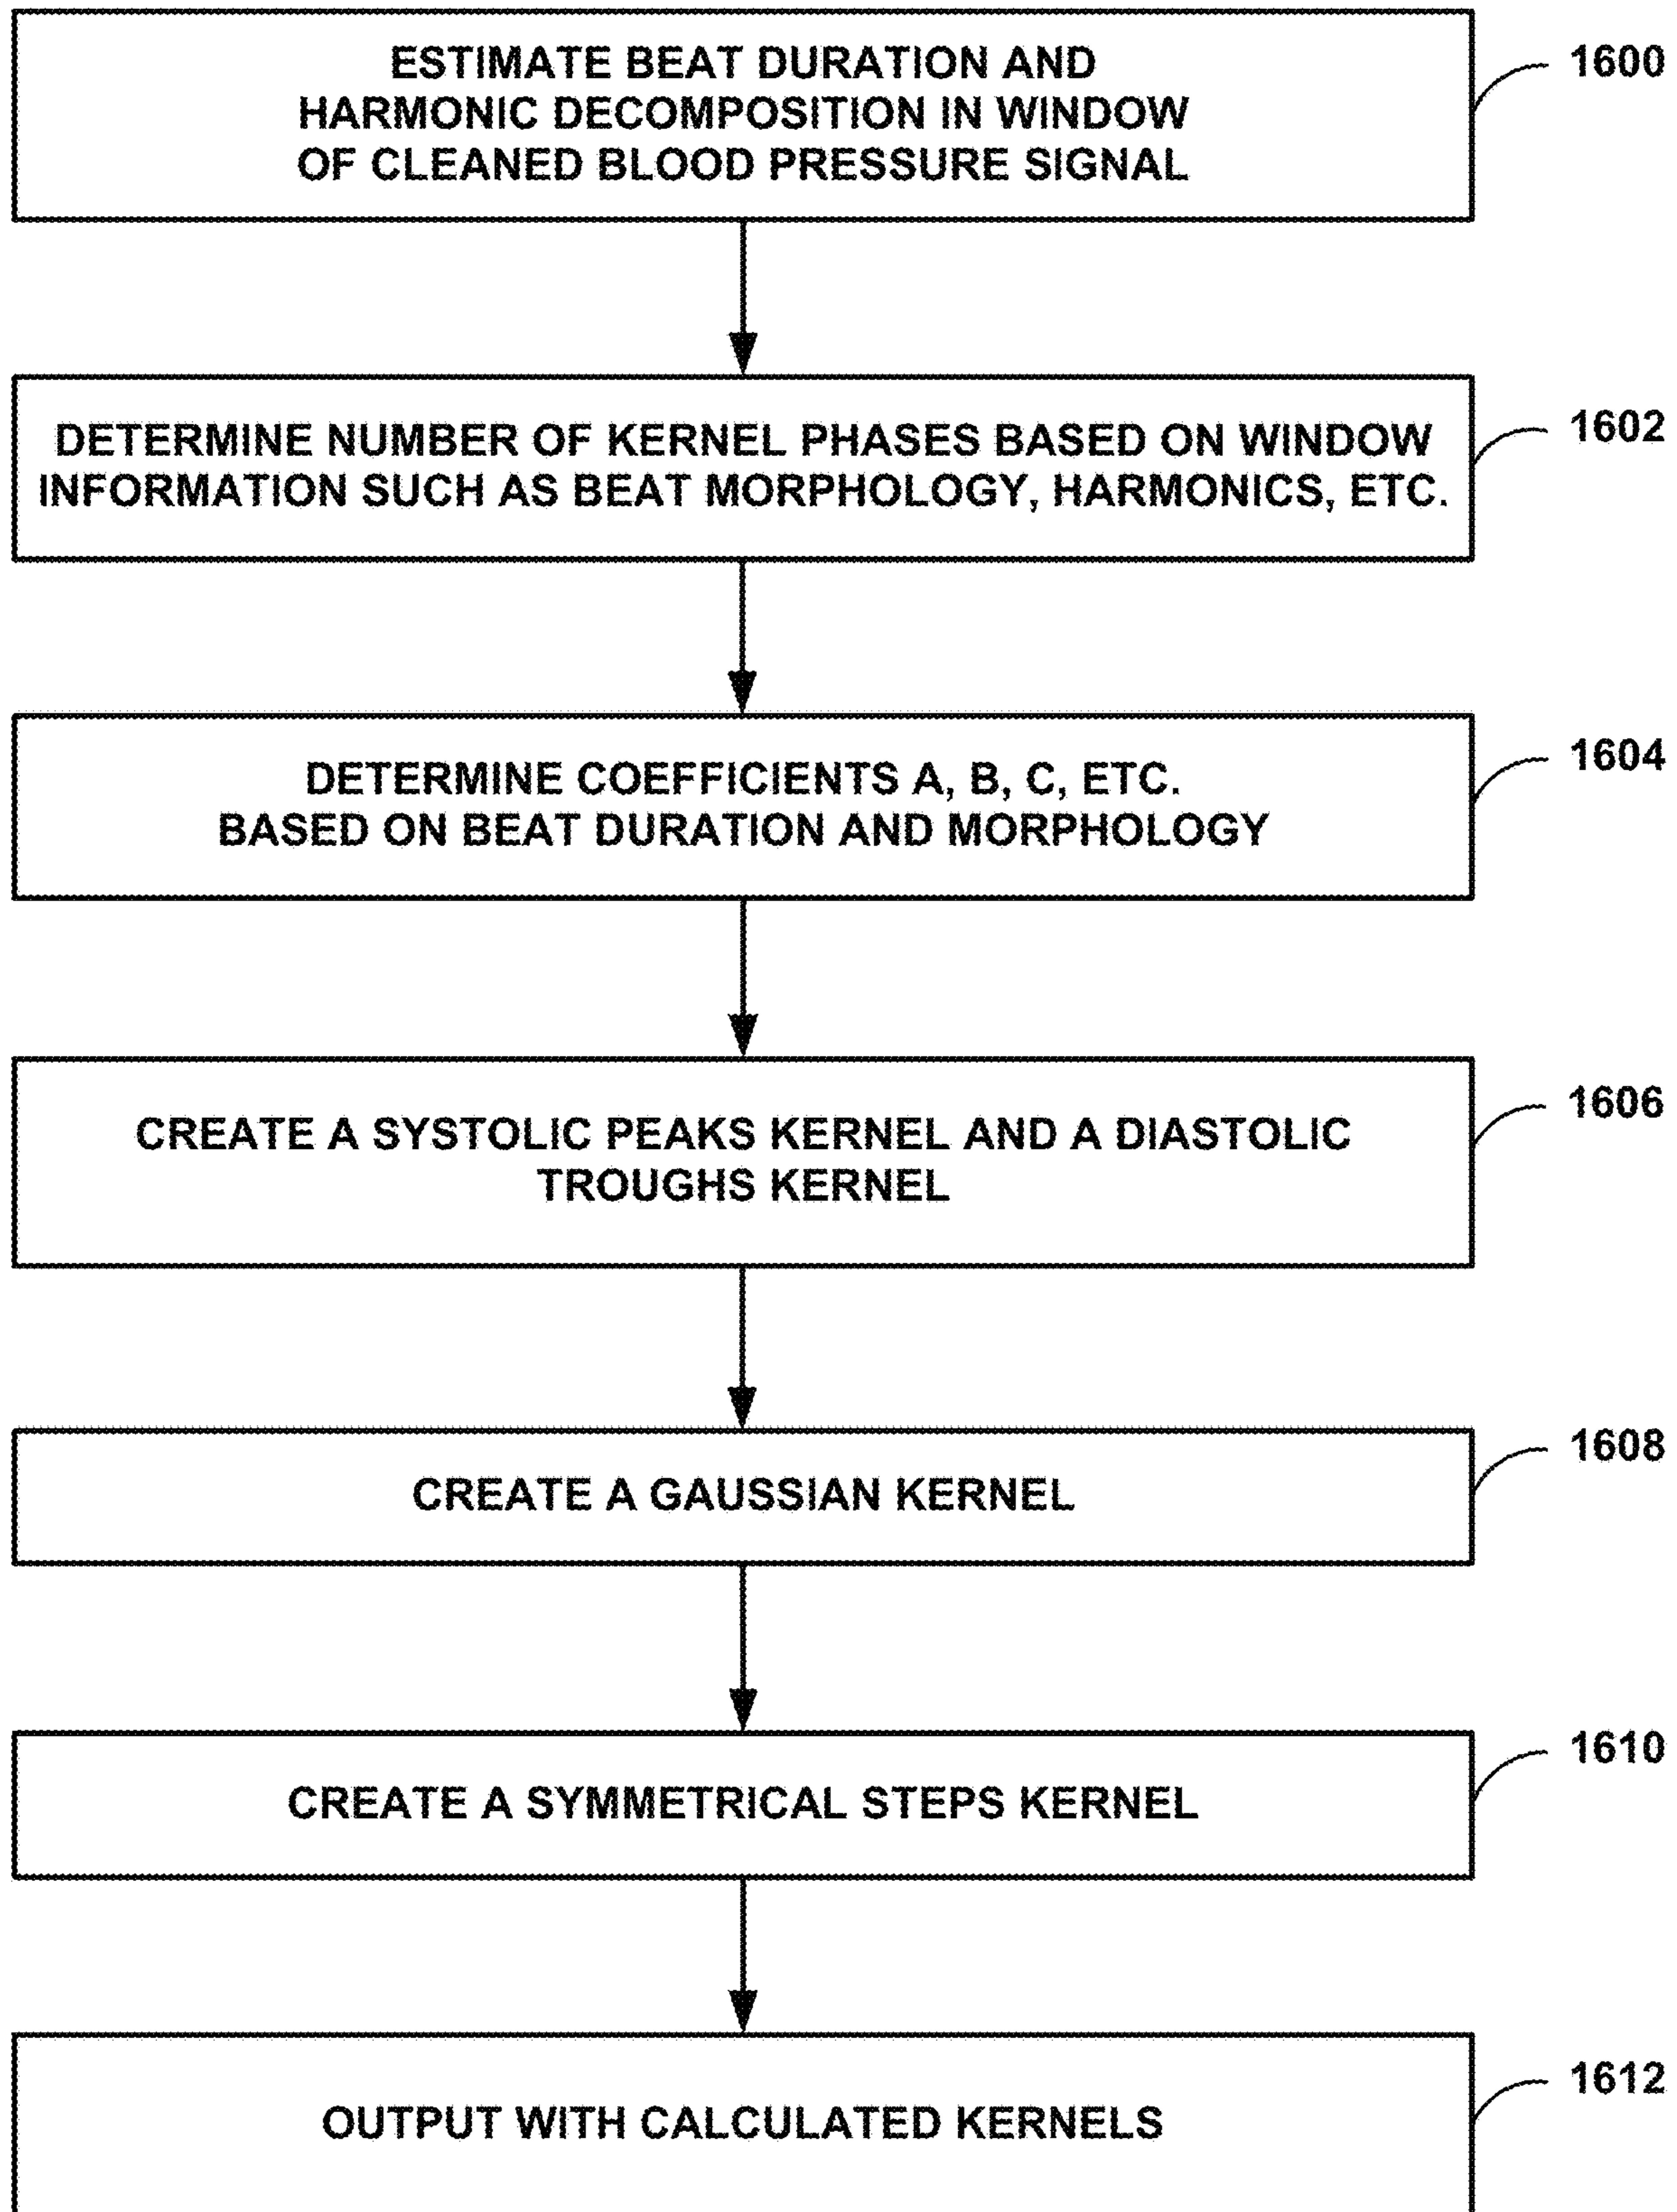 ESTIMATE BEAT DURATION AND
HARMONIC DECOMPOSITION IN WINDOW
OF CLEANED BLOOD PRESSURE SIGNAL
1600
DETERMINE NUMBER OF KERNEL PHASES BASED ON WINDOW
INFORMATION SUCH AS BEAT MORPHOLOGY, HARMONICS, ETC.
1602
DETERMINE COEFFICIENTS A, B, C, ETC.
BASED ON BEAT DURATION AND MORPHOLOGY
1604
CREATE A SYSTOLIC PEAKS KERNEL AND A DIASTOLIC
TROUGHS KERNEL
1606
CREATE A GAUSSIAN KERNEL
1608
CREATE A SYMMETRICAL STEPS KERNEL
1610
OUTPUT WITH CALCULATED KERNELS
1612